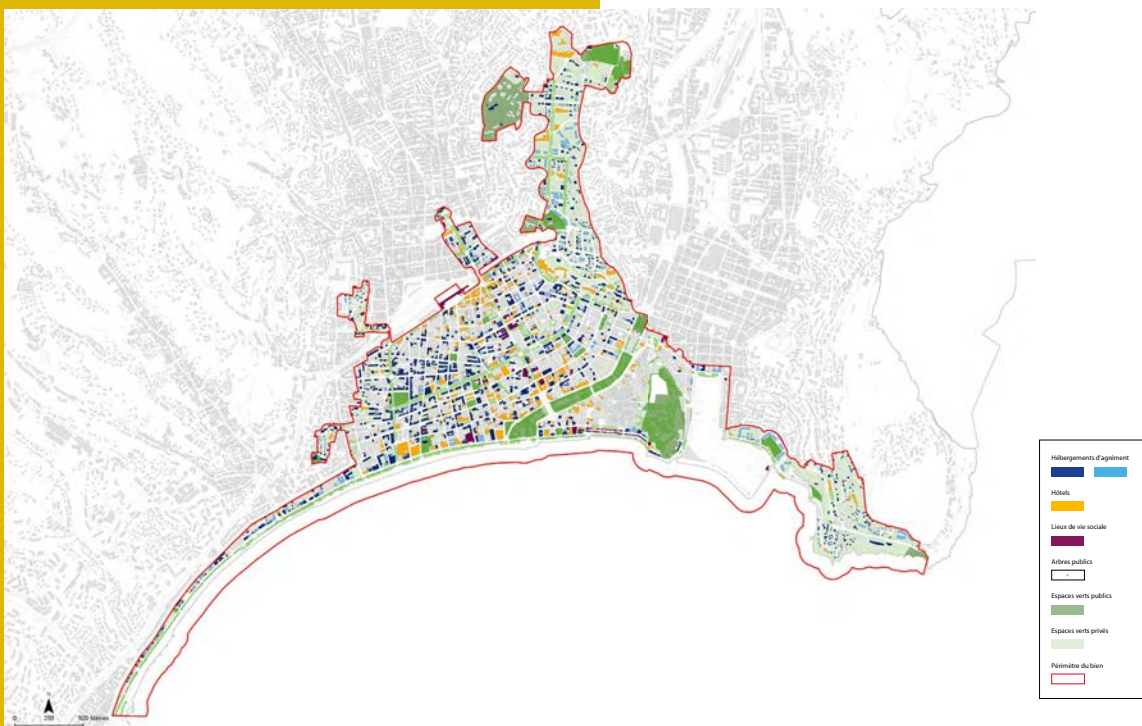 Hébergements d'agrément
Hôtels
Lieux de vie sociale
Arbres publics
Espaces verts publics
Espaces verts privés
Périmètre du bien
0 250 500 Mètres